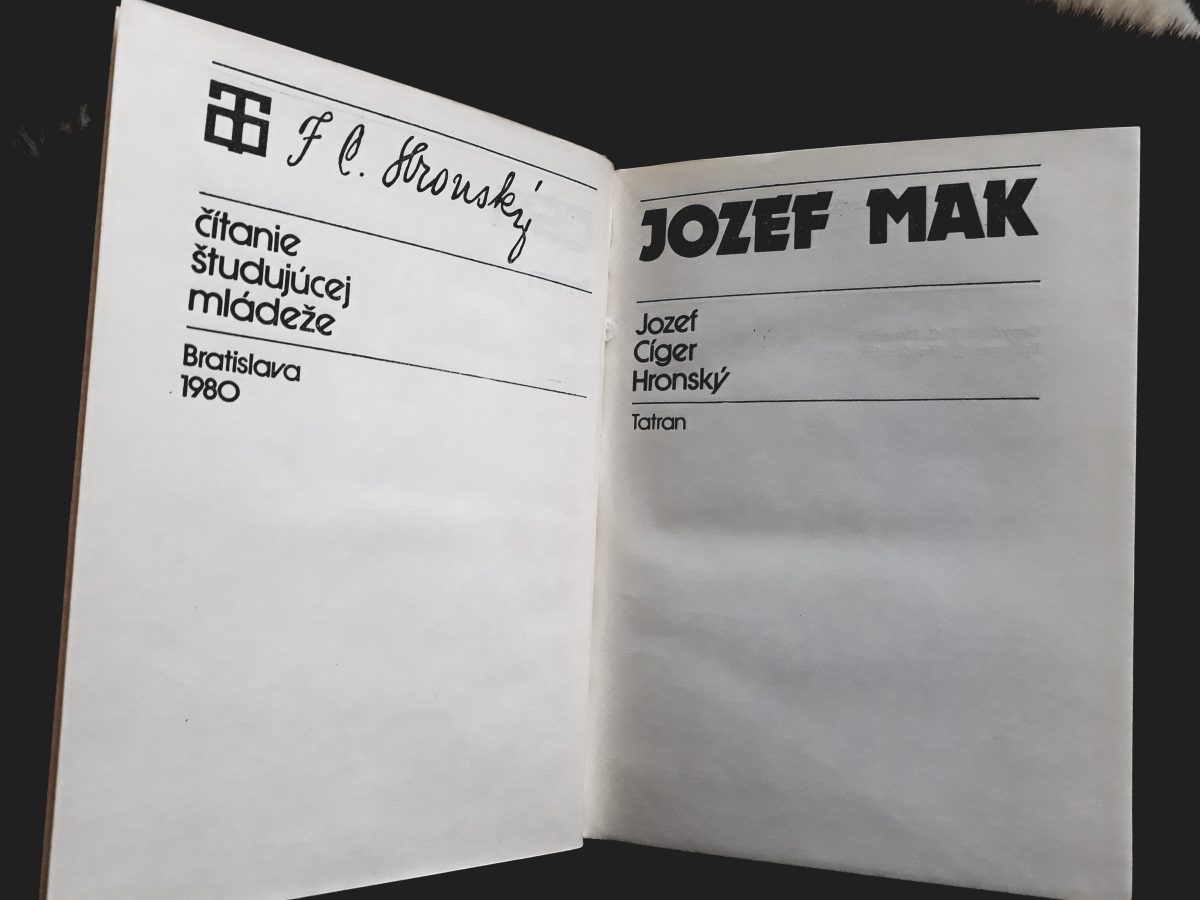 J C. Hronský
čítanie
študujúcej
mládeže
Bratislava
1980
JOZEF MAK
Jozef
Cíger
Hronský
Tatran